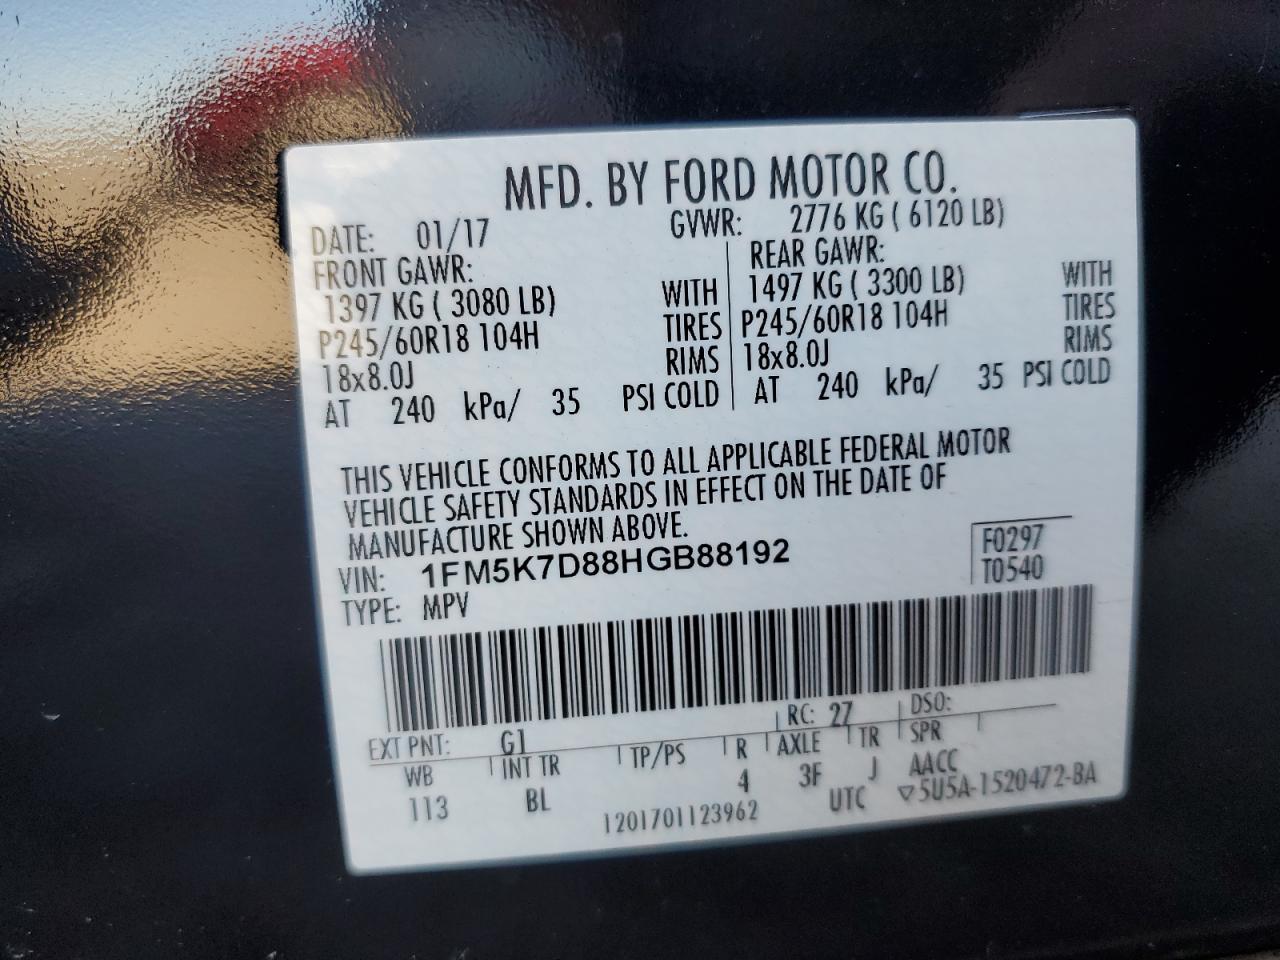 MFD. BY FORD MOTOR CO.
DATE: 01/17 GVWR: 2776 KG ( 6120 LB)
FRONT GAWR: REAR GAWR:
1397 KG ( 3080 LB) WITH 1497 KG ( 3300 LB) WITH
P245/60R18 104H TIRES P245/60R18 104H TIRES
18x8.0J RIMS 18x8.0J RIMS
AT 240 kPa/ 35 PSI COLD AT 240 kPa/ 35 PSI COLD
THIS VEHICLE CONFORMS TO ALL APPLICABLE FEDERAL MOTOR
VEHICLE SAFETY STANDARDS IN EFFECT ON THE DATE OF
MANUFACTURE SHOWN ABOVE.
VIN: 1FM5K7D88HGB88192 F0297
TYPE: MPV T0540
EXT PNT: G1 RC: 27 DSO:
WB INT TR TP/PS R AXLE TR SPR
113 BL 4 3F J AACC
1201701123962 UTC ▽5U5A-1520472-BA